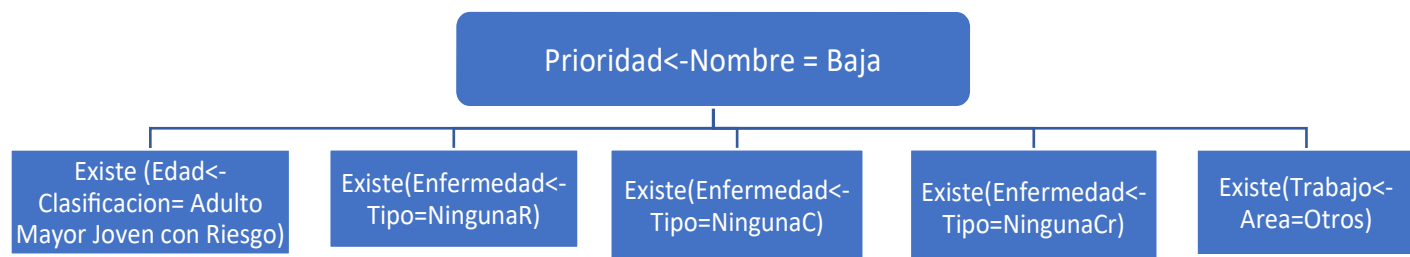 Prioridad<-Nombre = Baja
Existe (Edad<-
Clasificacion= Adulto
Mayor Joven con Riesgo)
Existe(Enfermedad<-
Tipo=NingunaR)
Existe(Enfermedad<-
Tipo=NingunaC)
Existe(Enfermedad<-
Tipo=NingunaCr)
Existe(Trabajo<-
Area=Otros)